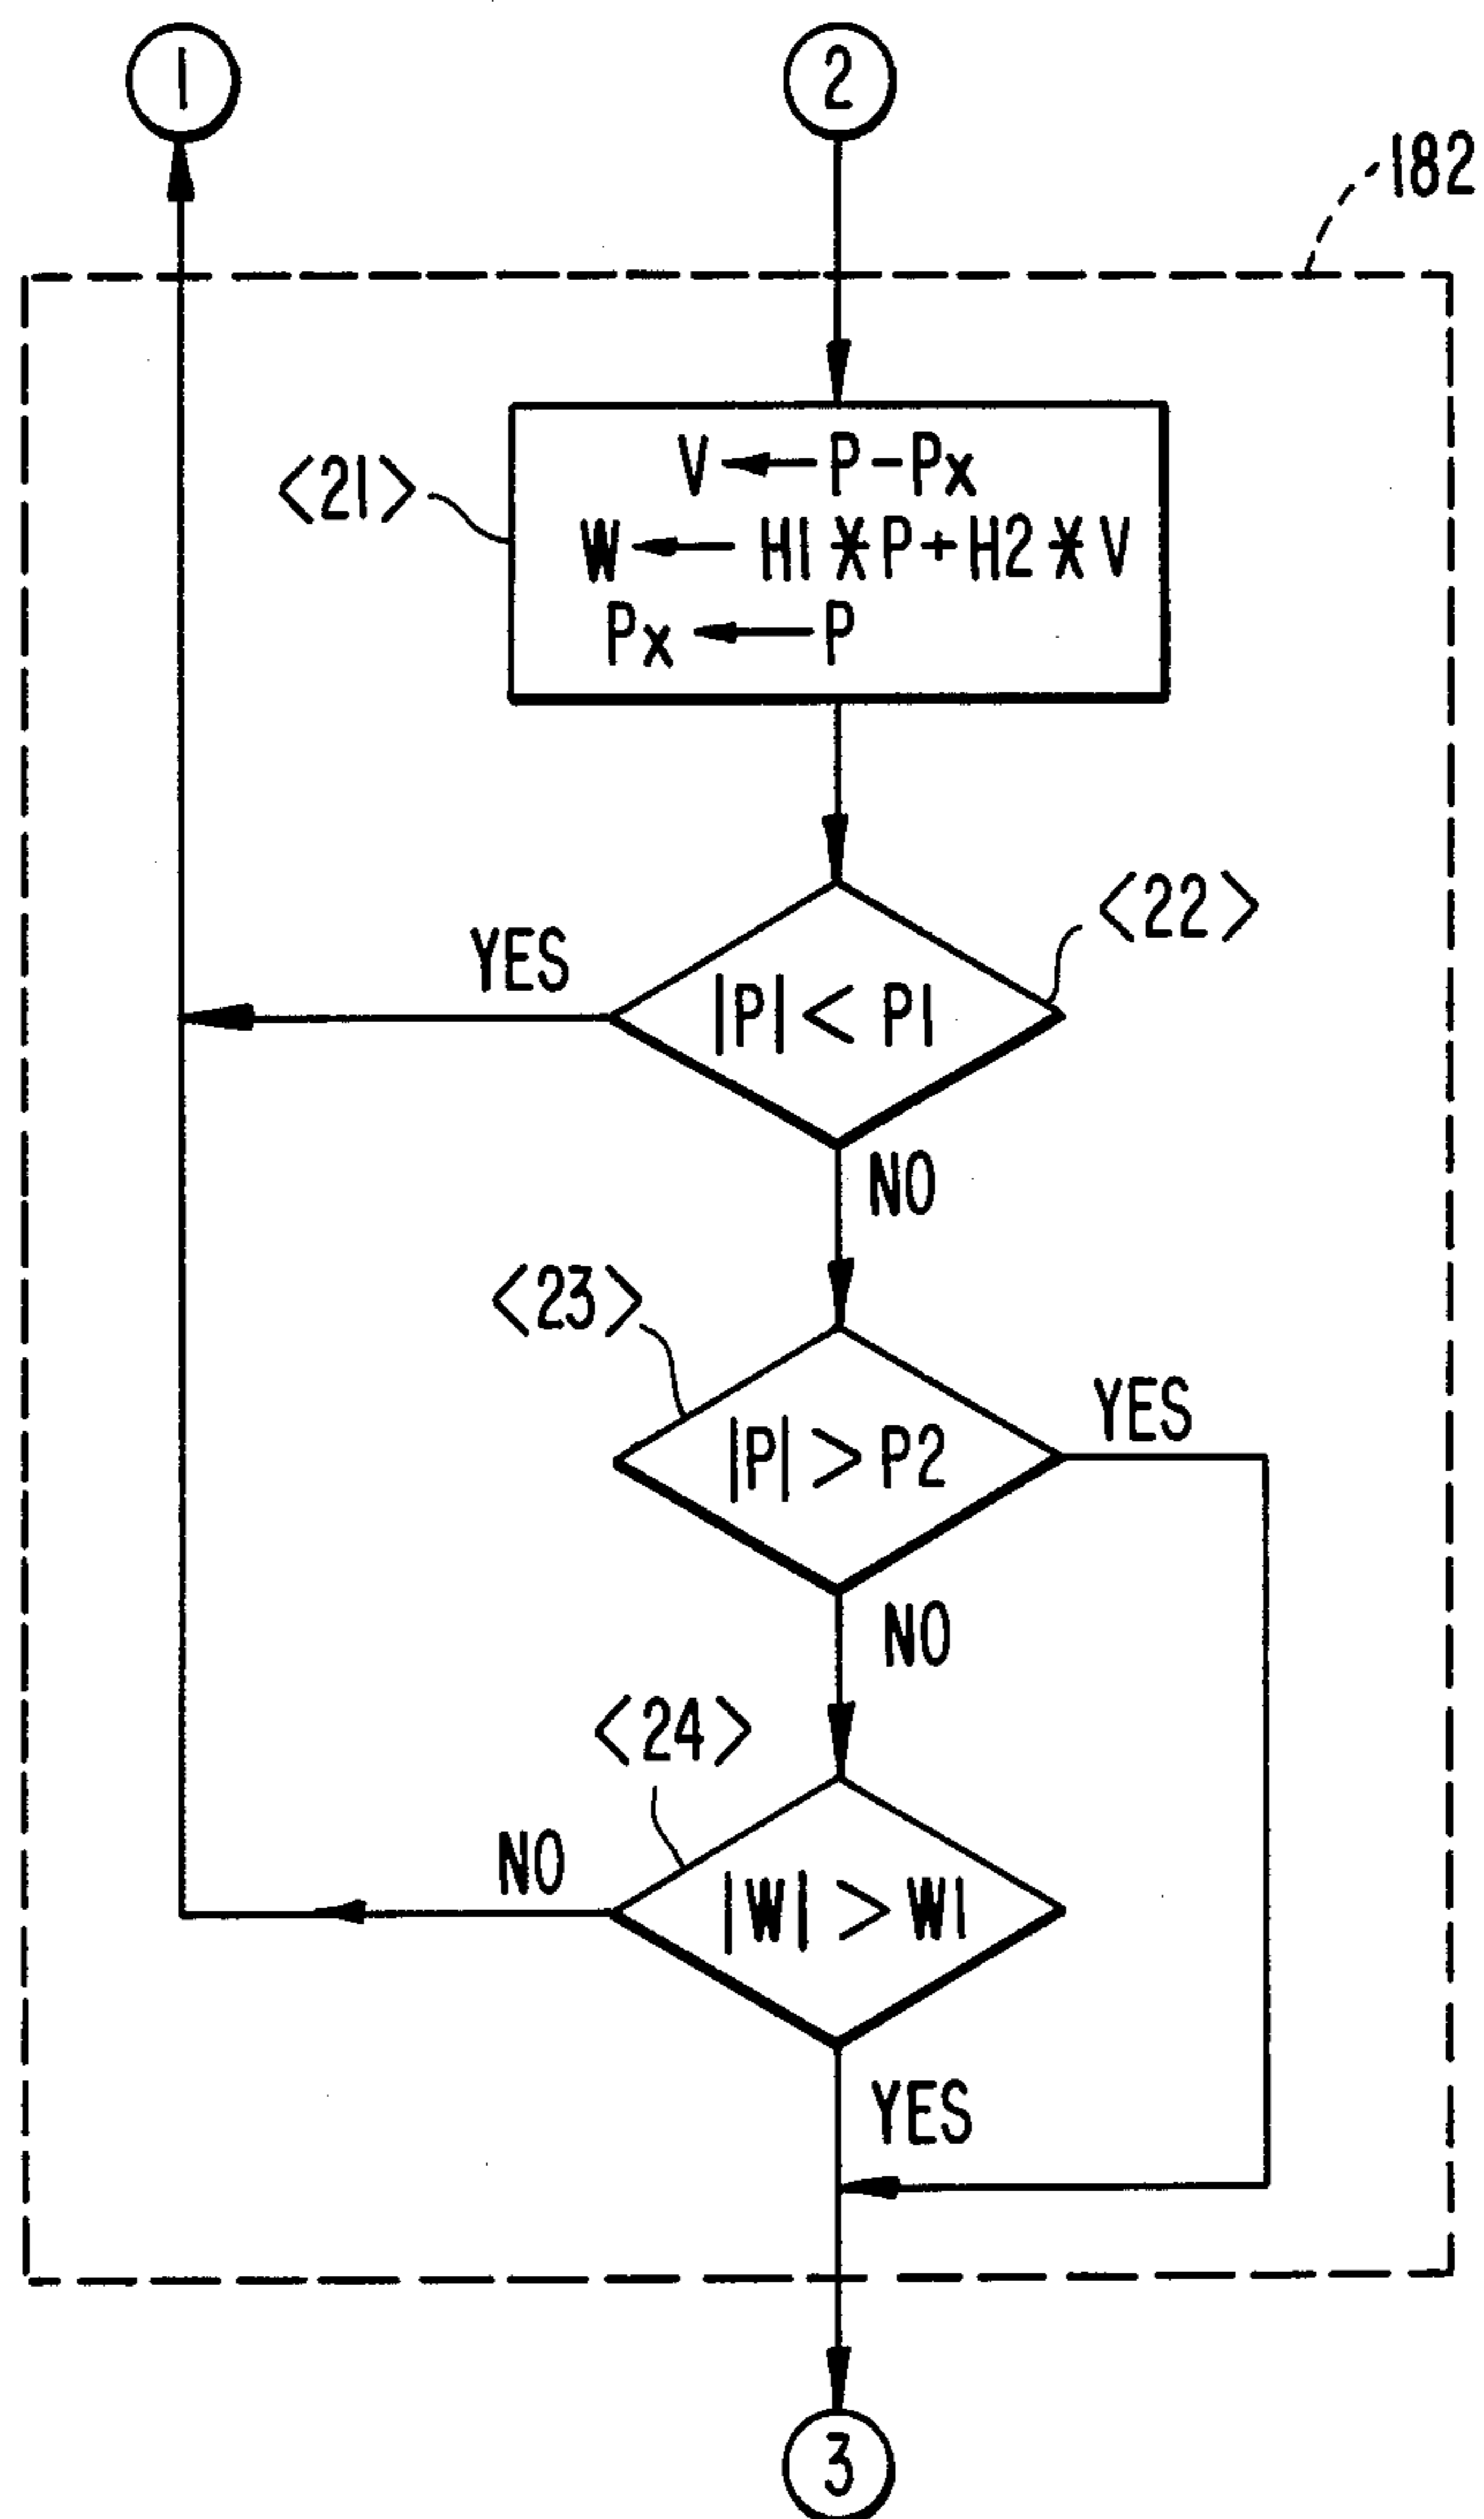 1
2
182
<21>
V ← P-Px
W ← H1*P+H2*V
Px ← P
<22>
YES
|P|< P1
NO
<23>
YES
|P|>P2
NO
<24>
NO
|W|>W1
YES
3